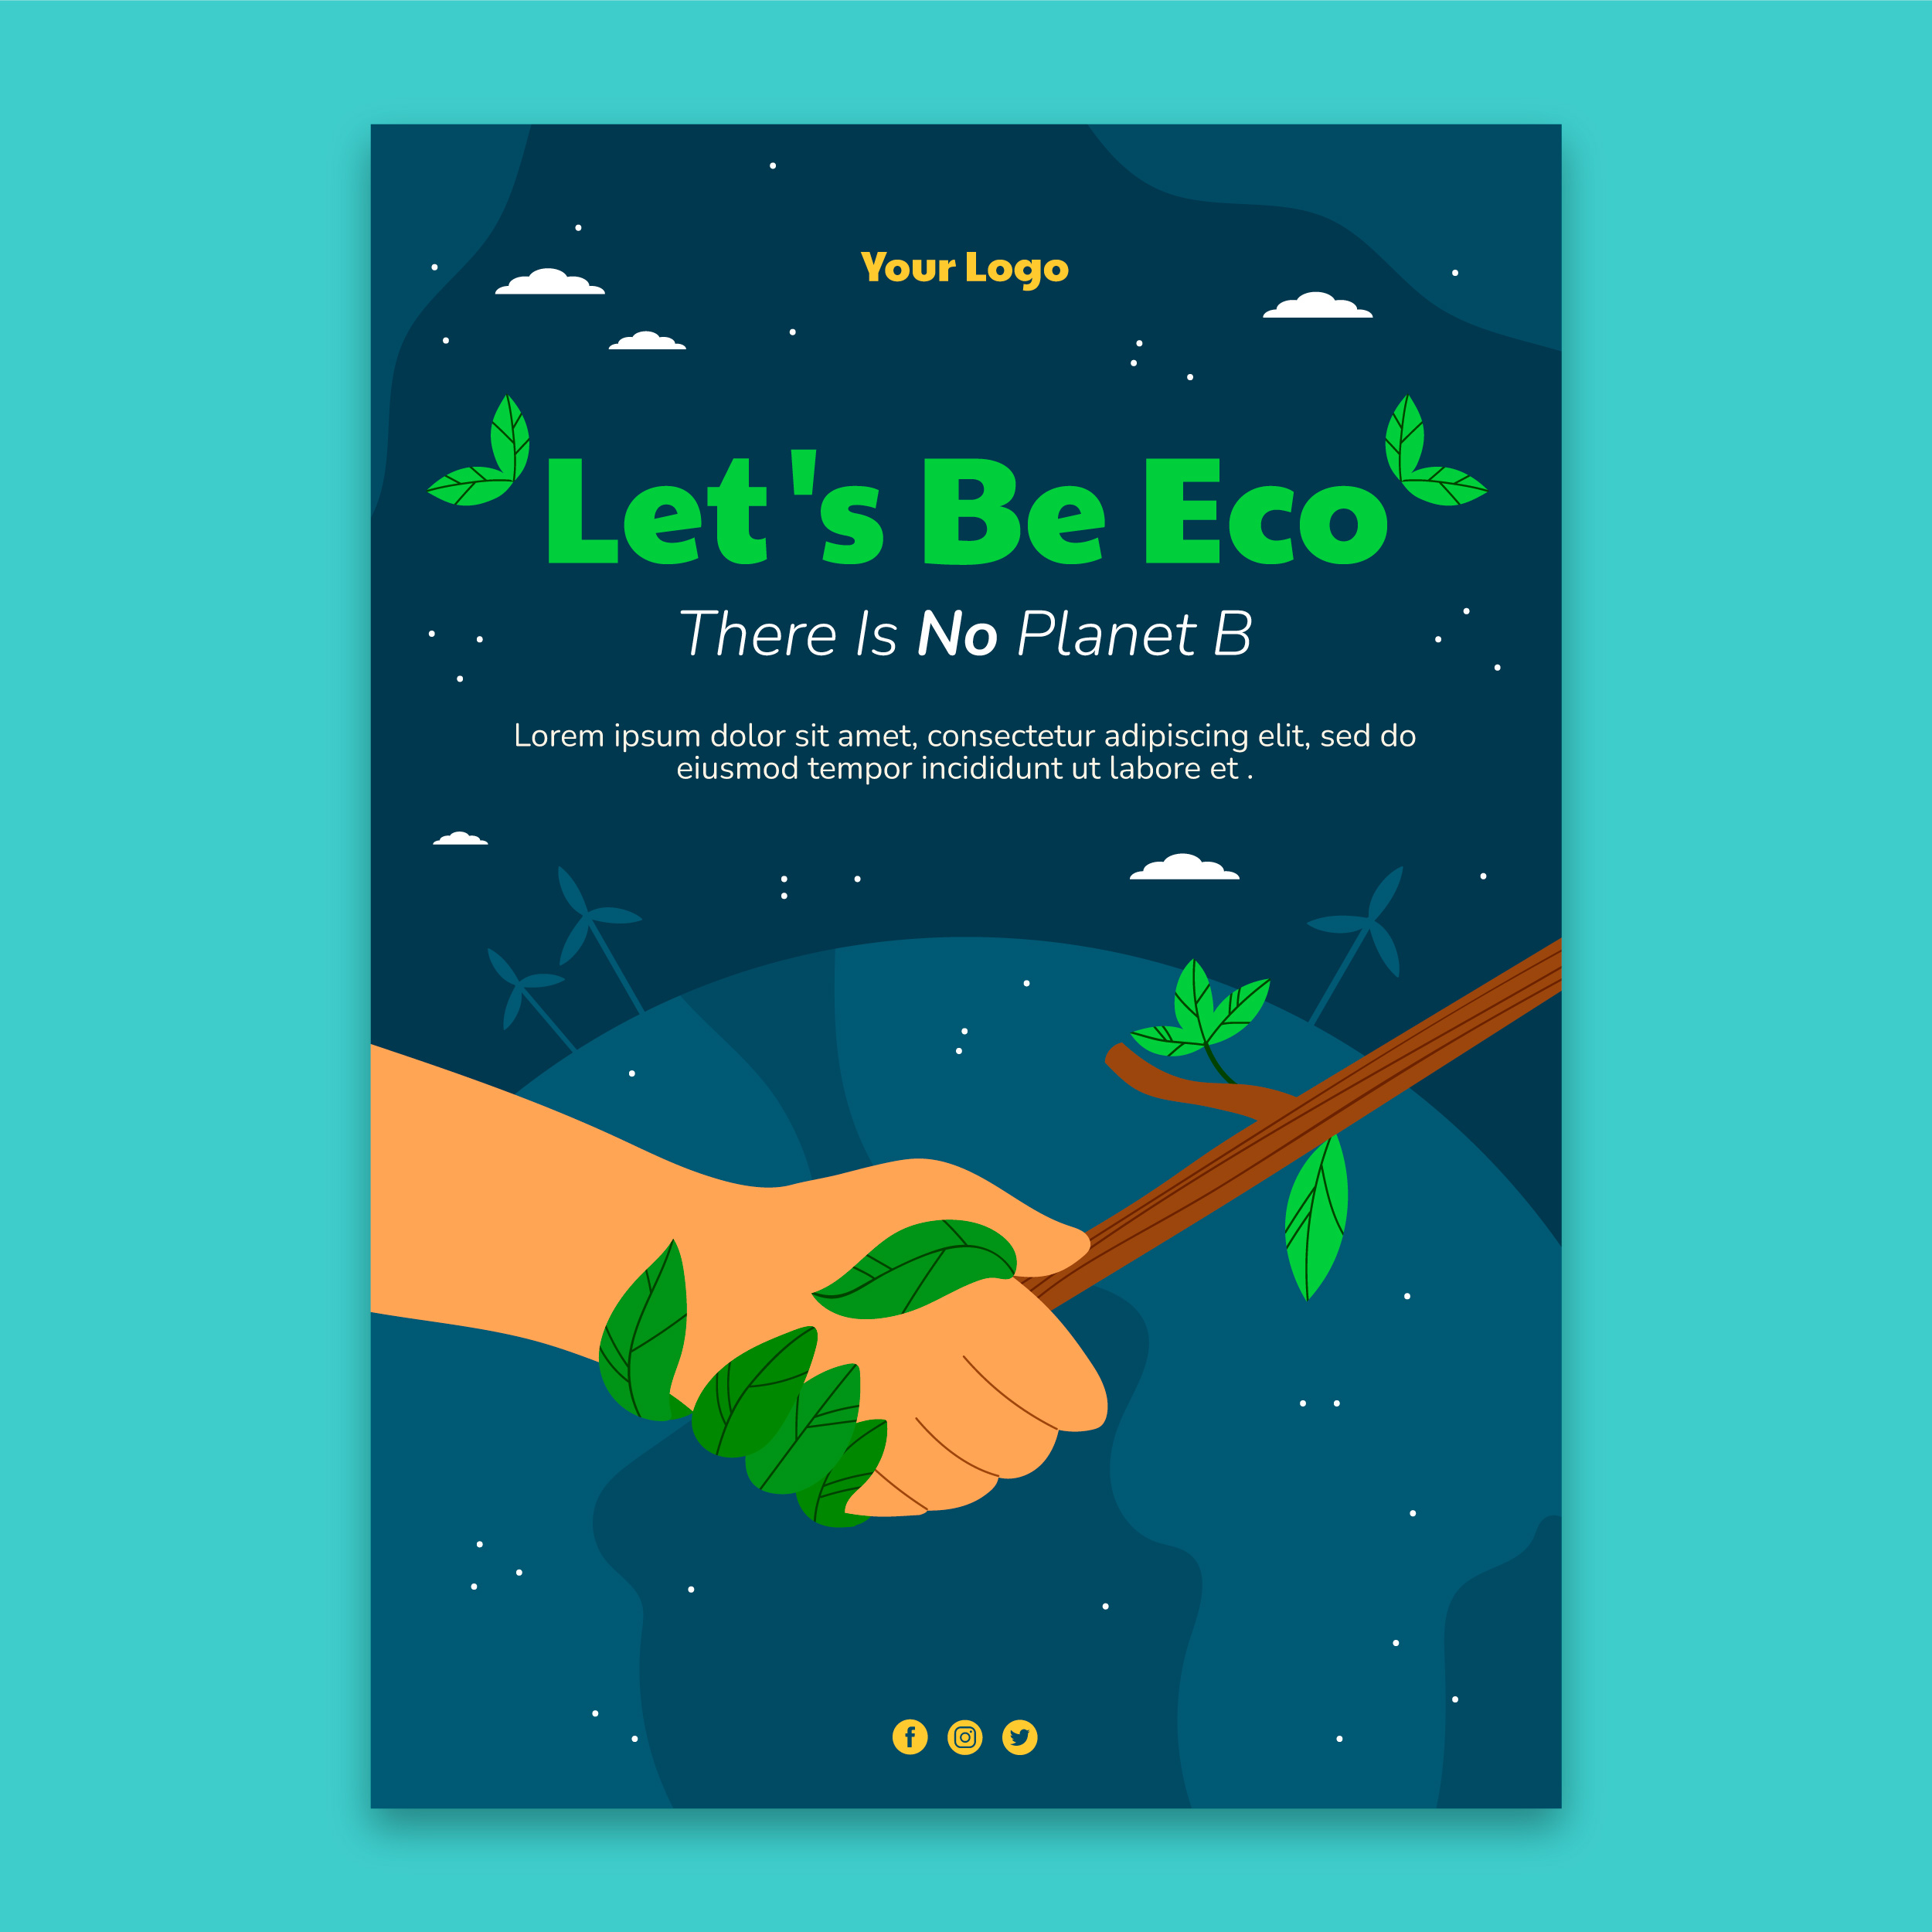 Your Logo
Let's Be Eco
There Is No Planet B
Lorem ipsum dolor sit amet, consectetur adipiscing elit, sed do
eiusmod tempor incididunt ut labore et .